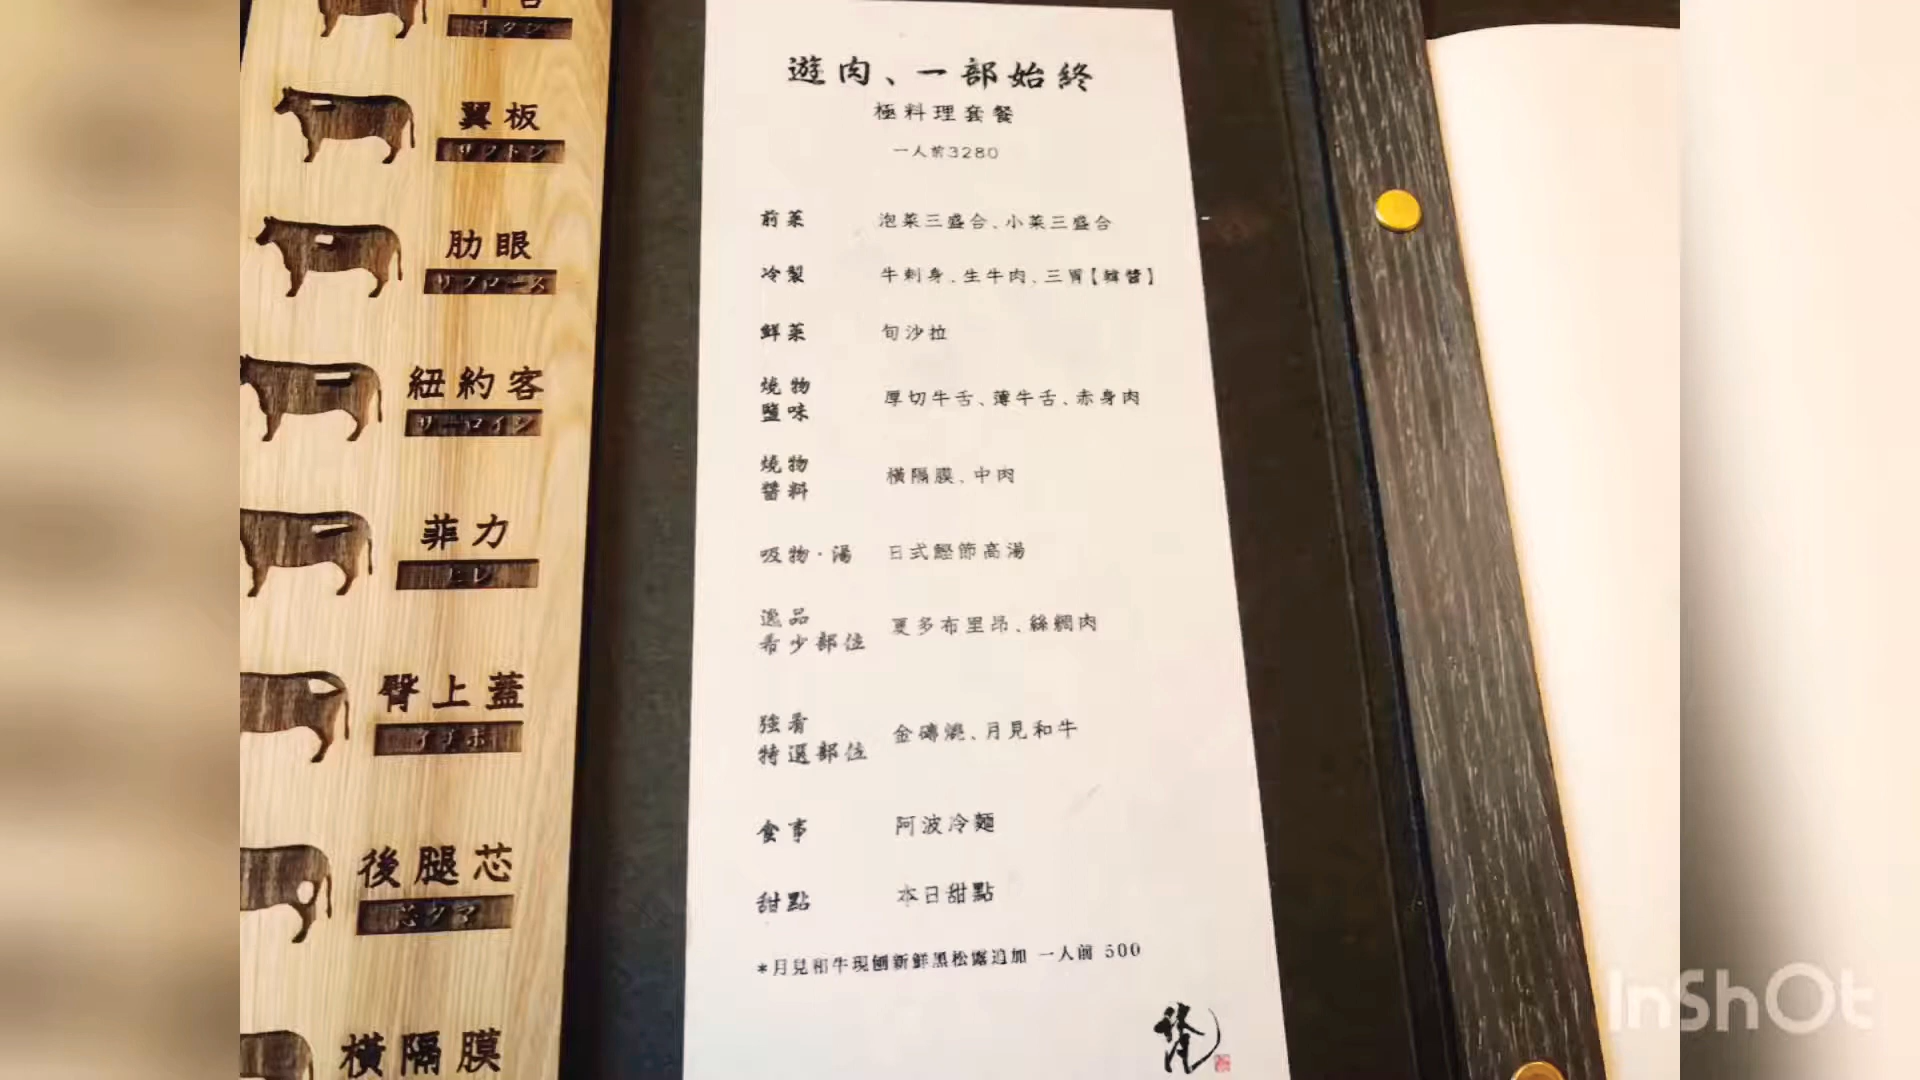 翼板
肋眼
リブロース
紐約客
サーロイン
菲力
ヒレ
臀上蓋
イチボ
後腿芯
芯タマ
橫隔膜
遊肉、一部始終
極料理套餐
一人前3280
前菜 泡菜三盛合、小菜三盛合
冷製 牛刺身、生牛肉、三胃【韓醬】
鮮菜 旬沙拉
燒物
鹽味 厚切牛舌、薄牛舌、赤身肉
燒物
醬料 橫隔膜、中肉
吸物·湯 日式鰹節高湯
逸品
希少部位 夏多布里昂、絲綢肉
強肴
特選部位 金磚燒、月見和牛
食事 阿波冷麵
甜點 本日甜點
*月見和牛現刨新鮮黑松露追加 一人前 500
InShOt